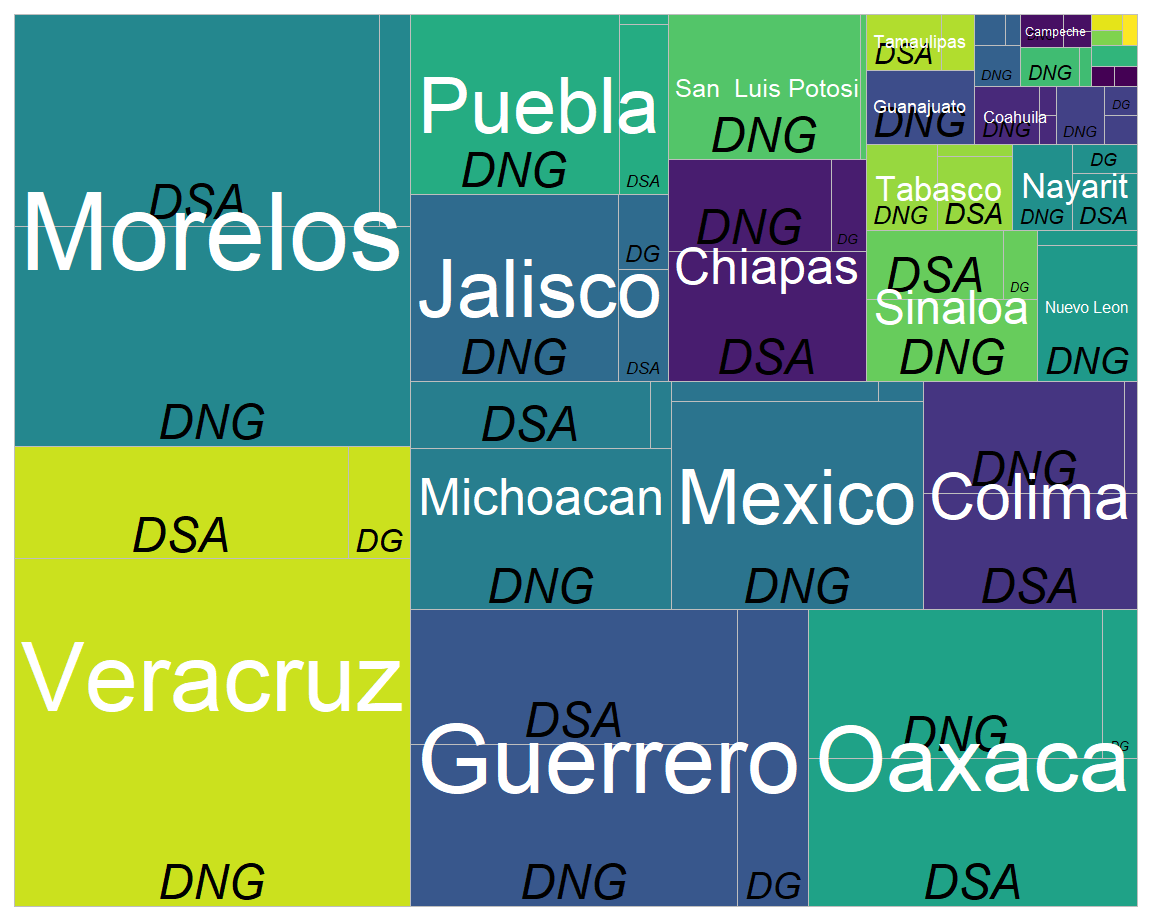 DSA
Morelos
DNG
DSA
DG
Veracruz
DNG
Puebla
DNG
DSA
DG
Jalisco
DNG
DSA
San  Luis Potosi
DNG
DNG
DG
Chiapas
DSA
Tamaulipas
DSA
Guanajuato
DNG
DNG
Campeche
DNG
DNG
Coahuila
DNG
DNG
DG
Tabasco
DNG
DSA
DG
Nayarit
DNG
DSA
DSA
DG
Sinaloa
DNG
Nuevo Leon
DNG
DSA
Michoacan
DNG
Mexico
DNG
DNG
Colima
DSA
DSA
Guerrero
DNG
DG
DNG
DG
Oaxaca
DSA